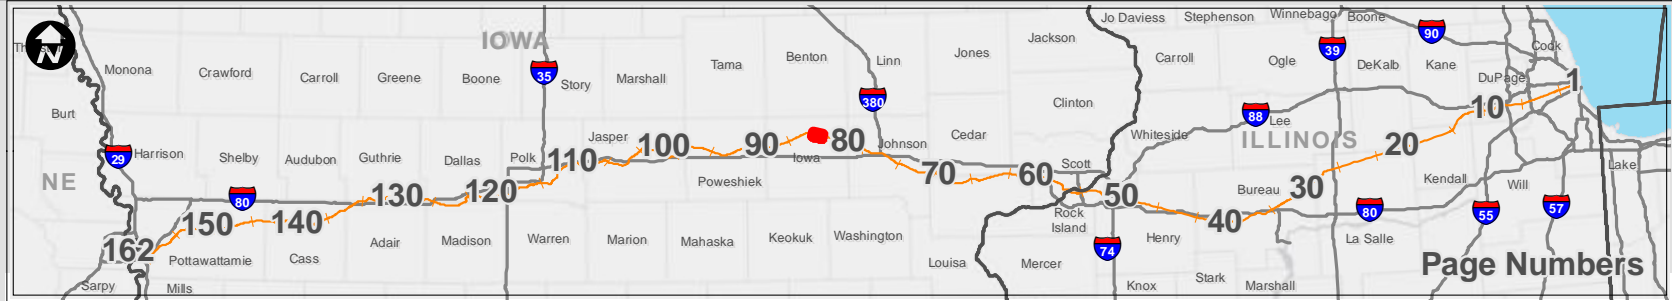 N
IOWA
ILLINOIS
NE
Monona
Crawford
Carroll
Greene
Boone
Story
Marshall
Tama
Benton
Linn
Jones
Jackson
Jo Daviess
Stephenson
Winnebago
Boone
Carroll
Ogle
DeKalb
Kane
Cook
DuPage
Burt
Harrison
Shelby
Audubon
Guthrie
Dallas
Polk
Jasper
Iowa
Johnson
Cedar
Clinton
Scott
Whiteside
Lee
Poweshiek
Bureau
Kendall
Will
Lake
Pottawattamie
Cass
Adair
Madison
Warren
Marion
Mahaska
Keokuk
Washington
Louisa
Rock
Island
Mercer
Henry
Knox
Stark
Marshall
La Salle
Sarpy
Mills
29
80
35
380
74
88
39
90
80
55
57
162
150
140
130
120
110
100
90
80
70
60
50
40
30
20
10
1
Page Numbers